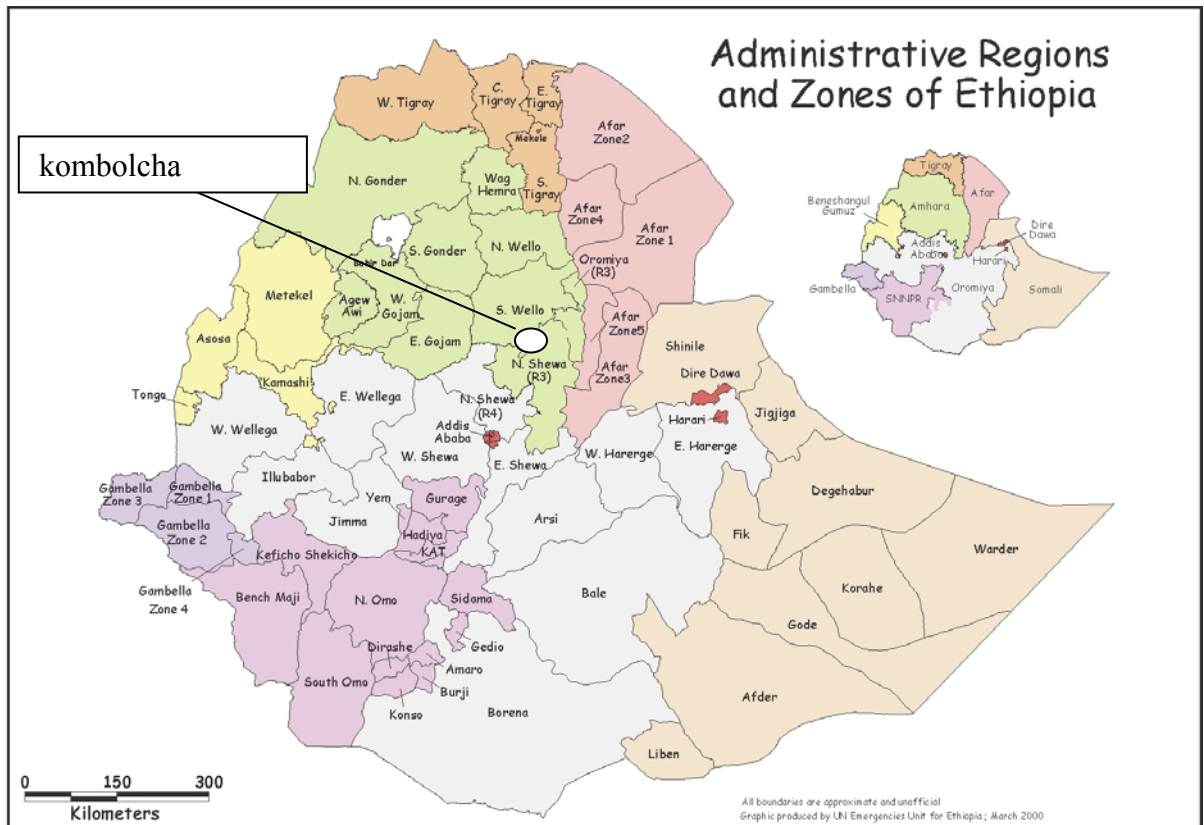 Administrative Regions
and Zones of Ethiopia
kombolcha
W. Tigray
C.
Tigray
E.
Tigray
Mekele
S.
Tigray
Afar
Zone2
N. Gonder
Wag
Hemra
Afar
Zone4
Afar
Zone 1
S. Gonder
N. Wello
Oromiya
(R3)
Bahir Dar
Metekel
Agew
Awi
W.
Gojam
S. Wello
E. Gojam
Afar
Zone5
Asosa
N. Shewa
(R3)
Afar
Zone3
Shinile
Dire Dawa
Kamashi
Tongo
E. Wellega
N. Shewa
(R4)
Jigjiga
W. Wellega
Addis
Ababa
Harari
E. Harerge
W. Shewa
E. Shewa
W. Harerge
Illubabor
Gambella
Zone 3
Gambella
Zone 1
Yem
Gurage
Degehabur
Gambella
Zone 2
Jimma
Arsi
Hadiya
KAT
Fik
Warder
Keficho Shekicho
Gambella
Zone 4
Bench Maji
N. Omo
Sidama
Bale
Korahe
Gode
Dirashe
Gedio
Amaro
Burji
South Omo
Konso
Borena
Afder
Liben
Tigray
Afar
Beneshangul
Gumuz
Amhara
Dire
Dawa
Addis
Ababa
Harari
Gambella
SNNPR
Oromiya
Somali
0 150 300
Kilometers
All boundaries are approximate and unofficial
Graphic produced by UN Emergencies Unit for Ethiopia; March 2000